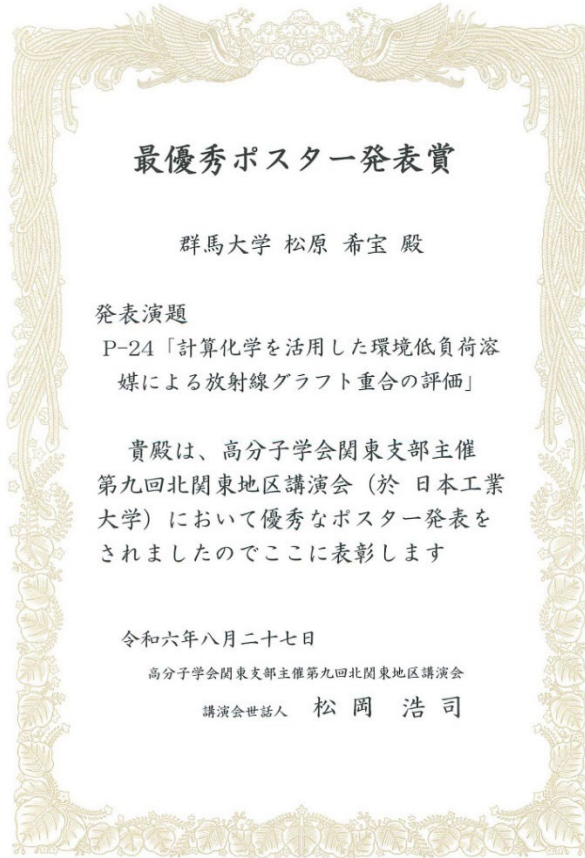 最優秀ポスター発表賞
群馬大学 松原 希宝 殿
発表演題
P-24「計算化学を活用した環境低負荷溶
媒による放射線グラフト重合の評価」
貴殿は、高分子学会関東支部主催
第九回北関東地区講演会（於 日本工業
大学）において優秀なポスター発表を
されましたのでここに表彰します
令和六年八月二十七日
高分子学会関東支部主催第九回北関東地区講演会
講演会世話人 松岡 浩司